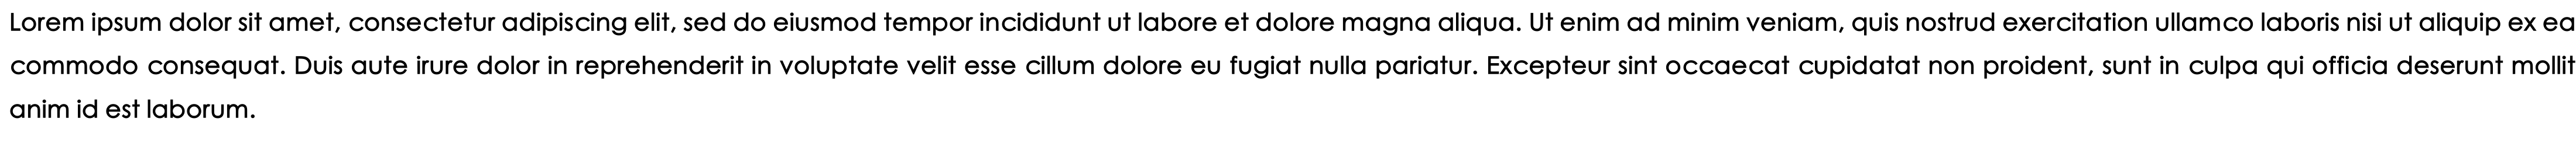 Lorem ipsum dolor sit amet, consectetur adipiscing elit, sed do eiusmod tempor incididunt ut labore et dolore magna aliqua. Ut enim ad minim veniam, quis nostrud exercitation ullamco laboris nisi ut aliquip ex ea
commodo consequat. Duis aute irure dolor in reprehenderit in voluptate velit esse cillum dolore eu fugiat nulla pariatur. Excepteur sint occaecat cupidatat non proident, sunt in culpa qui officia deserunt mollit
anim id est laborum.